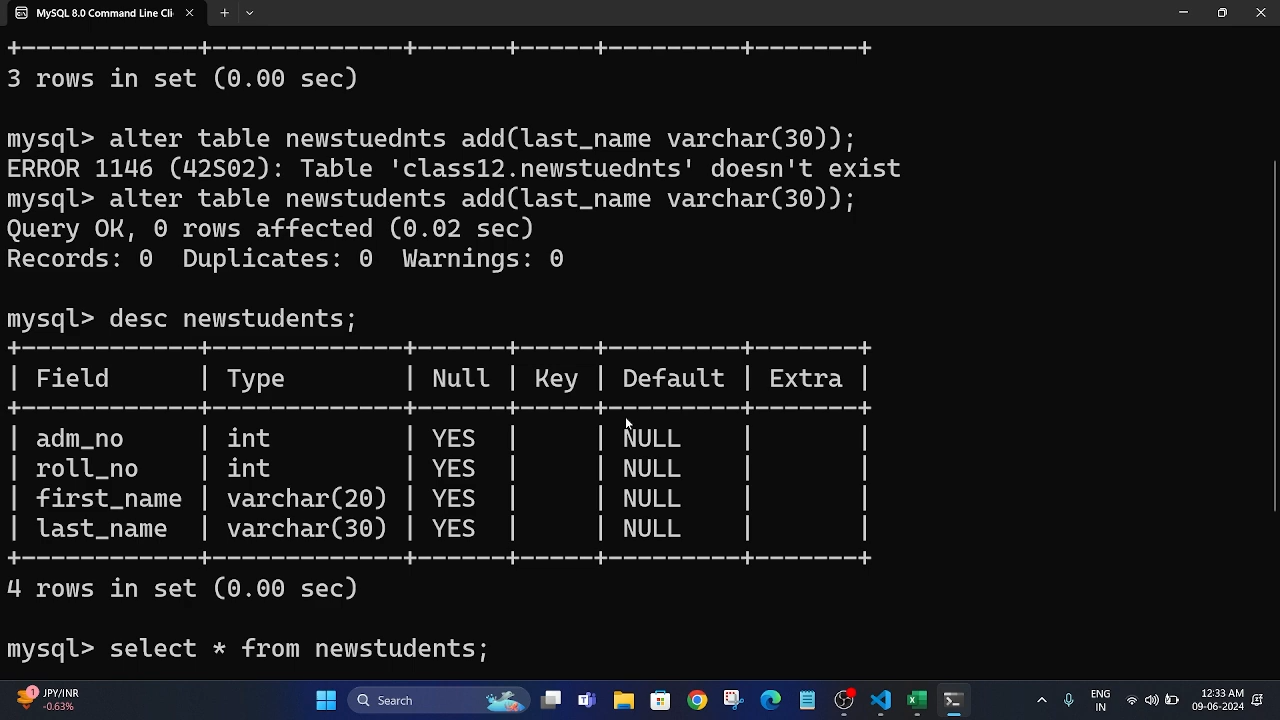 MySQL 8.0 Command Line Cli
+------------+-------------+------+-----+---------+-------+
3 rows in set (0.00 sec)
mysql> alter table newstuednts add(last_name varchar(30));
ERROR 1146 (42S02): Table 'class12.newstuednts' doesn't exist
mysql> alter table newstudents add(last_name varchar(30));
Query OK, 0 rows affected (0.02 sec)
Records: 0  Duplicates: 0  Warnings: 0
mysql> desc newstudents;
+------------+-------------+------+-----+---------+-------+
| Field      | Type        | Null | Key | Default | Extra |
+------------+-------------+------+-----+---------+-------+
| adm_no     | int         | YES  |     | NULL    |       |
| roll_no    | int         | YES  |     | NULL    |       |
| first_name | varchar(20) | YES  |     | NULL    |       |
| last_name  | varchar(30) | YES  |     | NULL    |       |
+------------+-------------+------+-----+---------+-------+
4 rows in set (0.00 sec)
mysql> select * from newstudents;
1 JPY/INR
-0.63%
Search
ENG
IN
12:33 AM
09-06-2024